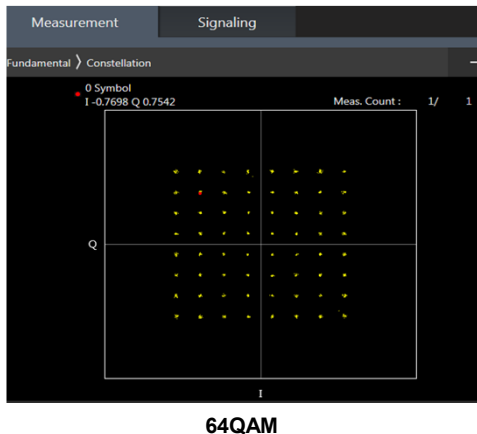 Measurement Signaling
Fundamental 〉 Constellation
0 Symbol
I -0.7698 Q 0.7542 Meas. Count : 1/ 1
Q
I
64QAM